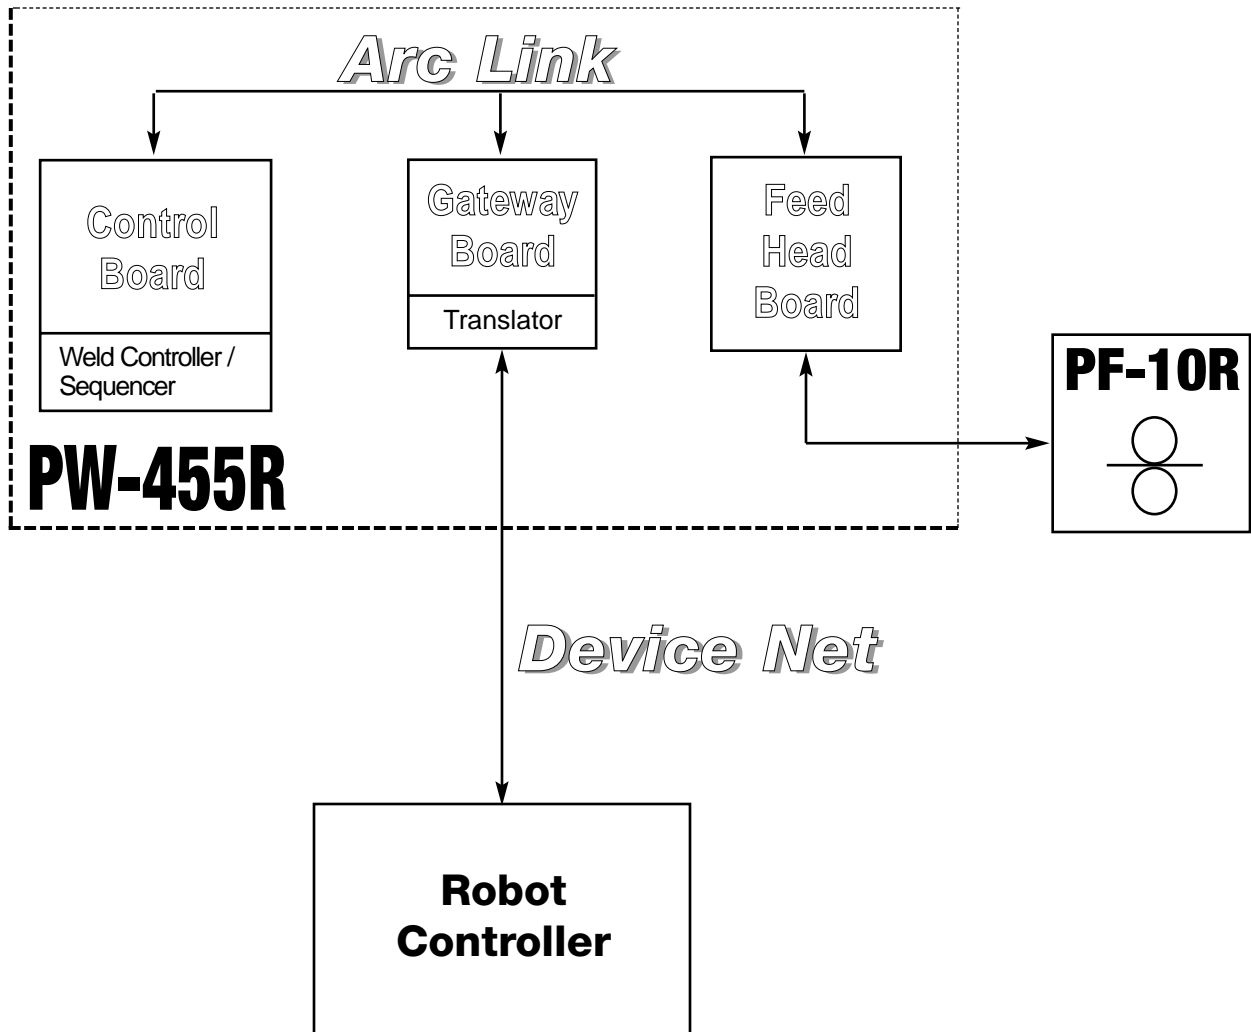 Arc Link
Control
Board
Weld Controller /
Sequencer
Gateway
Board
Translator
Feed
Head
Board
PF-10R
PW-455R
Device Net
Robot
Controller